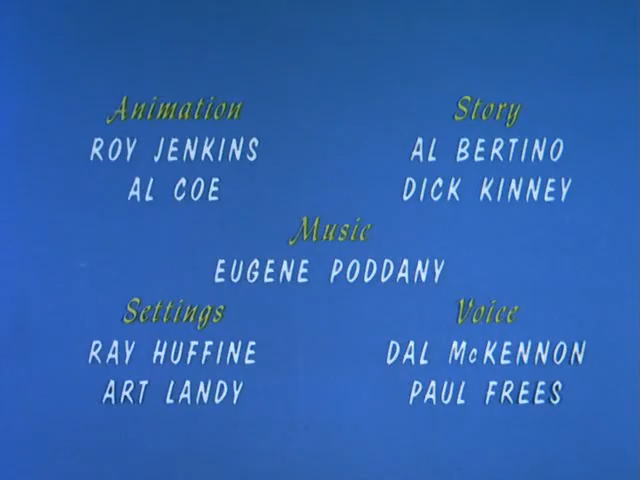 Animation
ROY JENKINS
AL COE
Story
AL BERTINO
DICK KINNEY
Music
EUGENE PODDANY
Settings
RAY HUFFINE
ART LANDY
Voice
DAL McKENNON
PAUL FREES